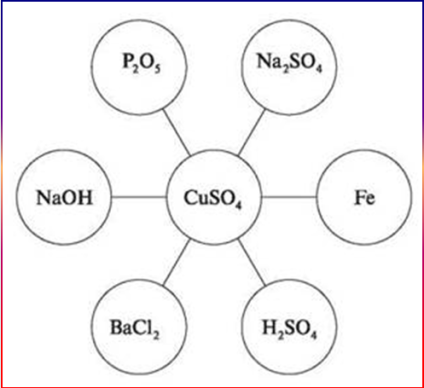 P₂O₅
Na₂SO₄
NaOH
CuSO₄
Fe
BaCl₂
H₂SO₄